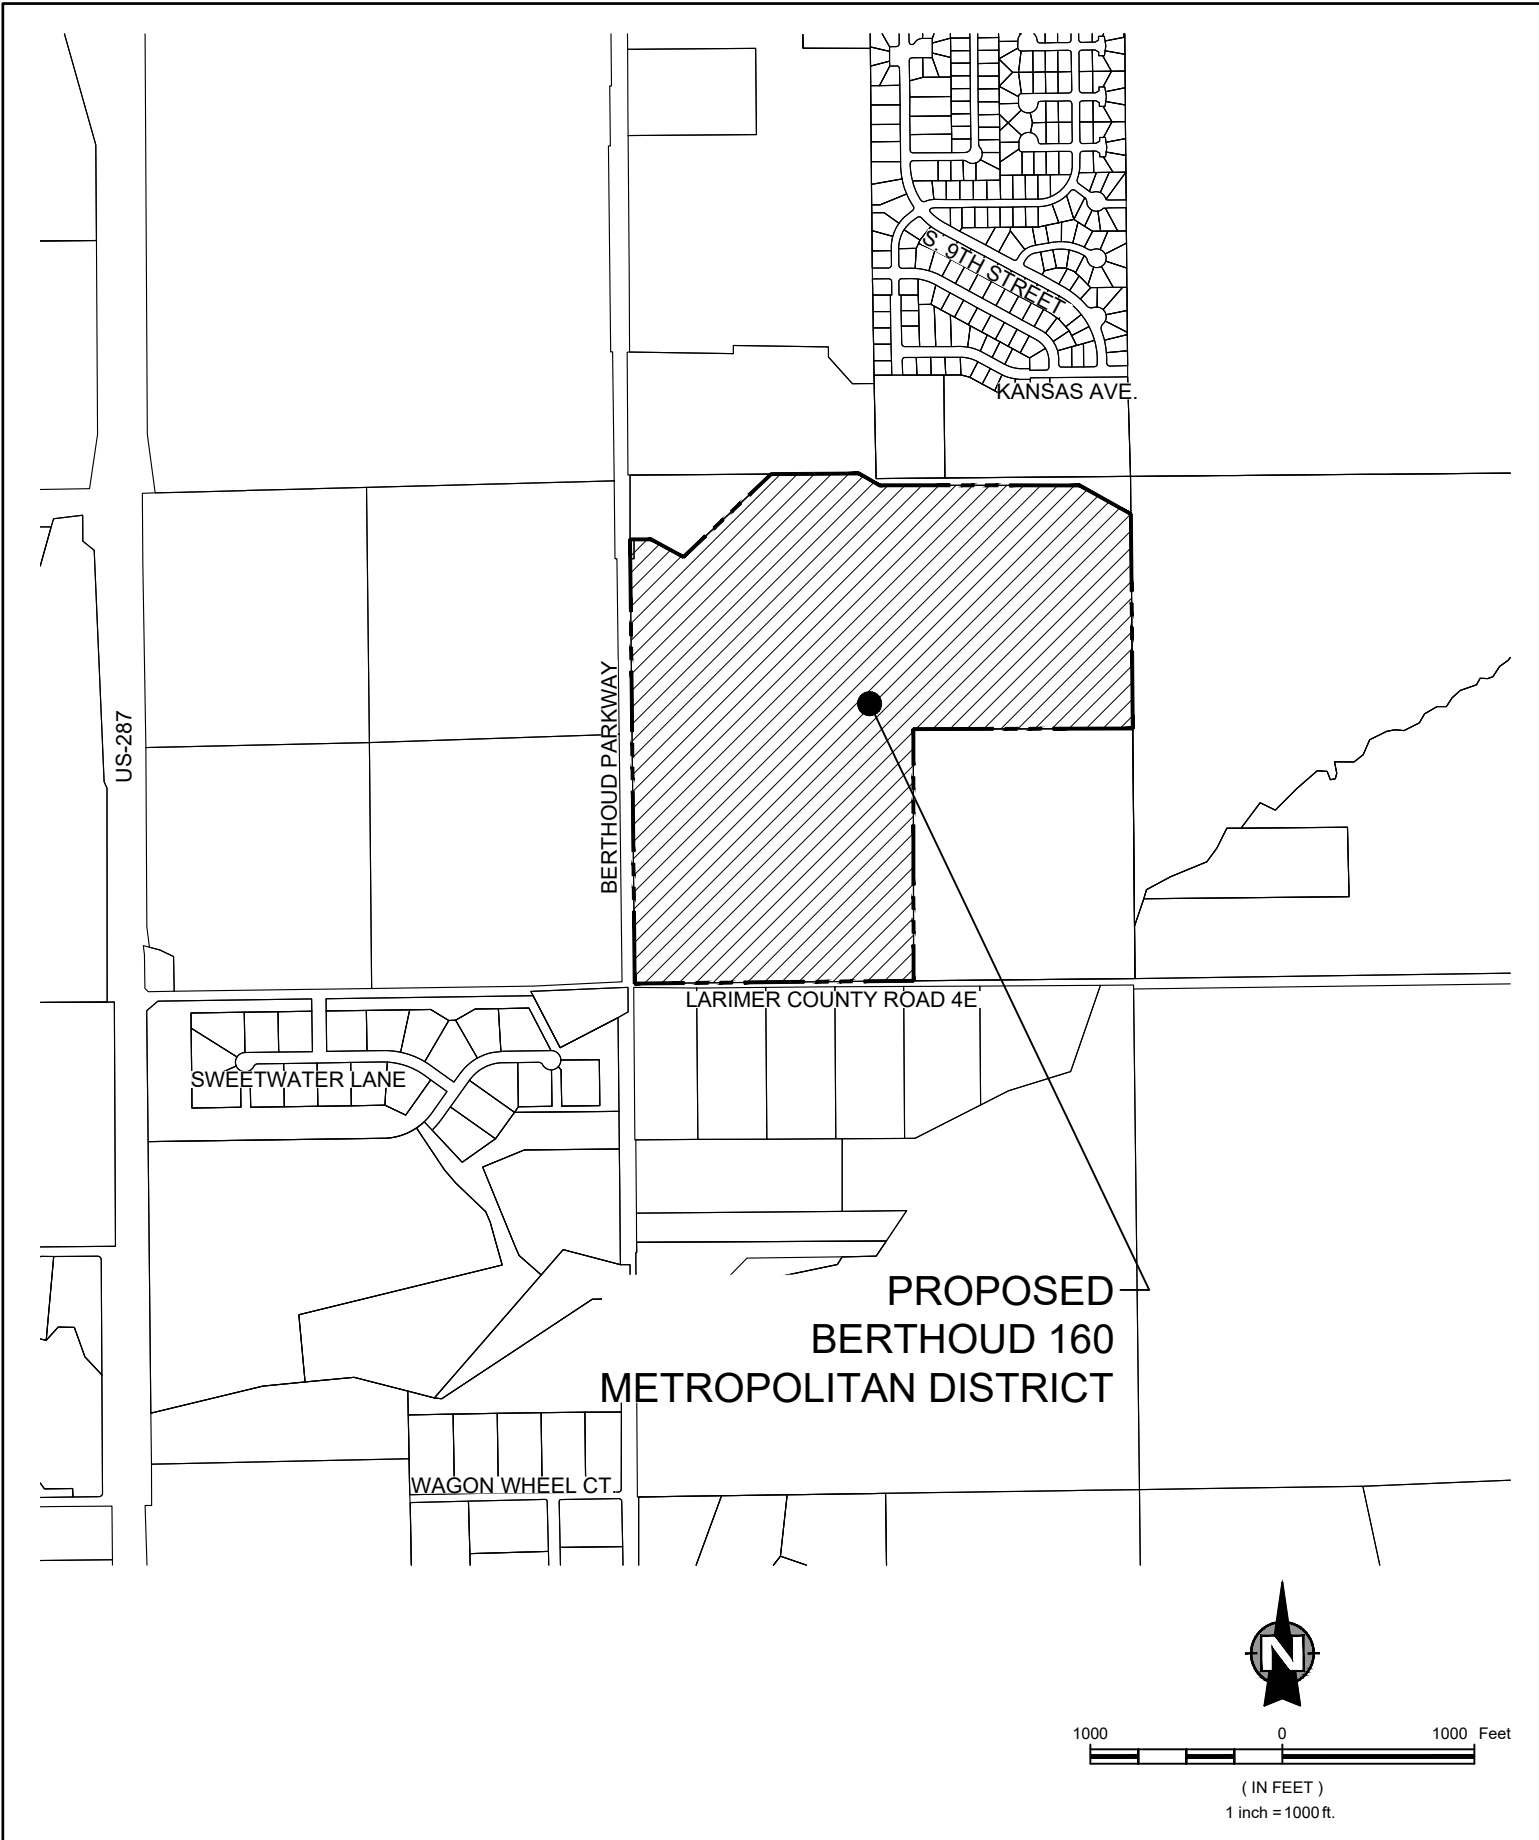 S. 9TH STREET
KANSAS AVE.
US-287
BERTHOUD PARKWAY
LARIMER COUNTY ROAD 4E
SWEETWATER LANE
PROPOSED
BERTHOUD 160
METROPOLITAN DISTRICT
WAGON WHEEL CT.
N
1000 0 1000 Feet
( IN FEET )
1 inch = 1000 ft.